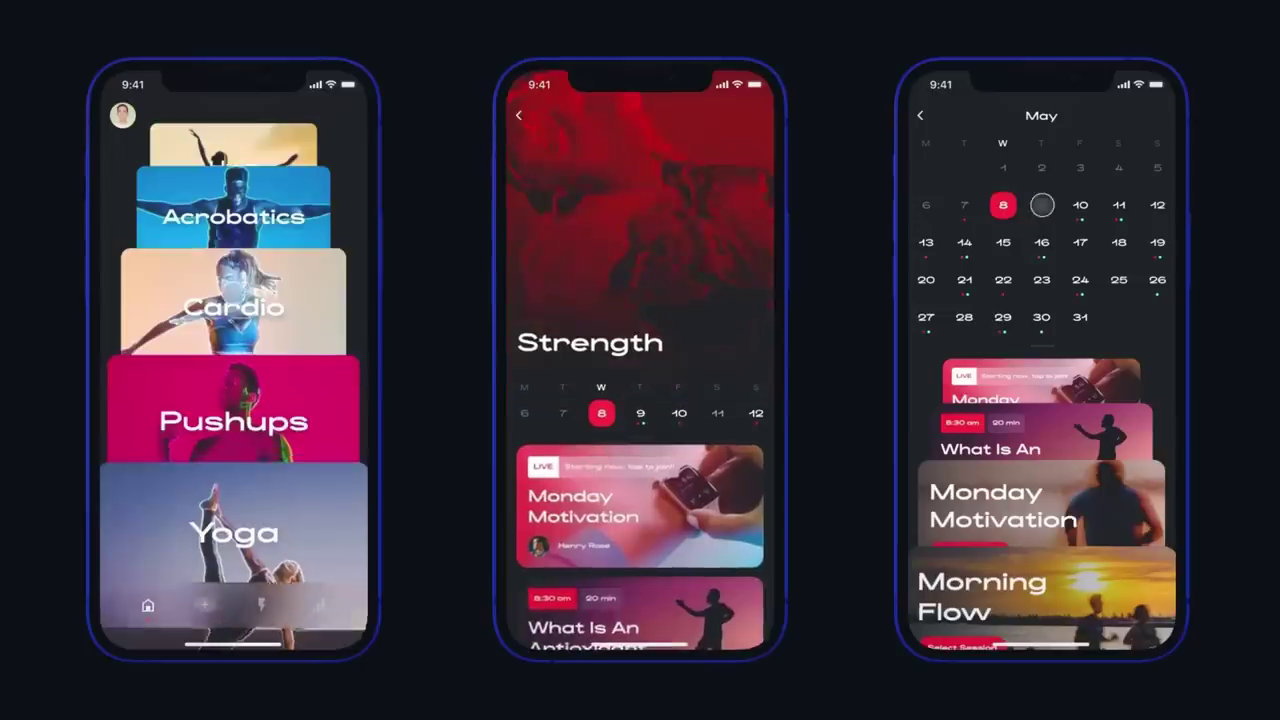 9:41
Acrobatics
Cardio
Pushups
Yoga
9:41
Strength
M T W T F S S
6 7 8 9 10 11 12
LIVE Starting now, tap to join!
Monday
Motivation
Henry Rose
8:30 am 20 min
What Is An
Antioxidant
9:41
May
M T W T F S S
1 2 3 4 5
6 7 8 10 11 12
13 14 15 16 17 18 19
20 21 22 23 24 25 26
27 28 29 30 31
LIVE Starting now, tap to join!
Monday
8:30 am 20 min
What Is An
Monday
Motivation
Morning
Flow
Select Session